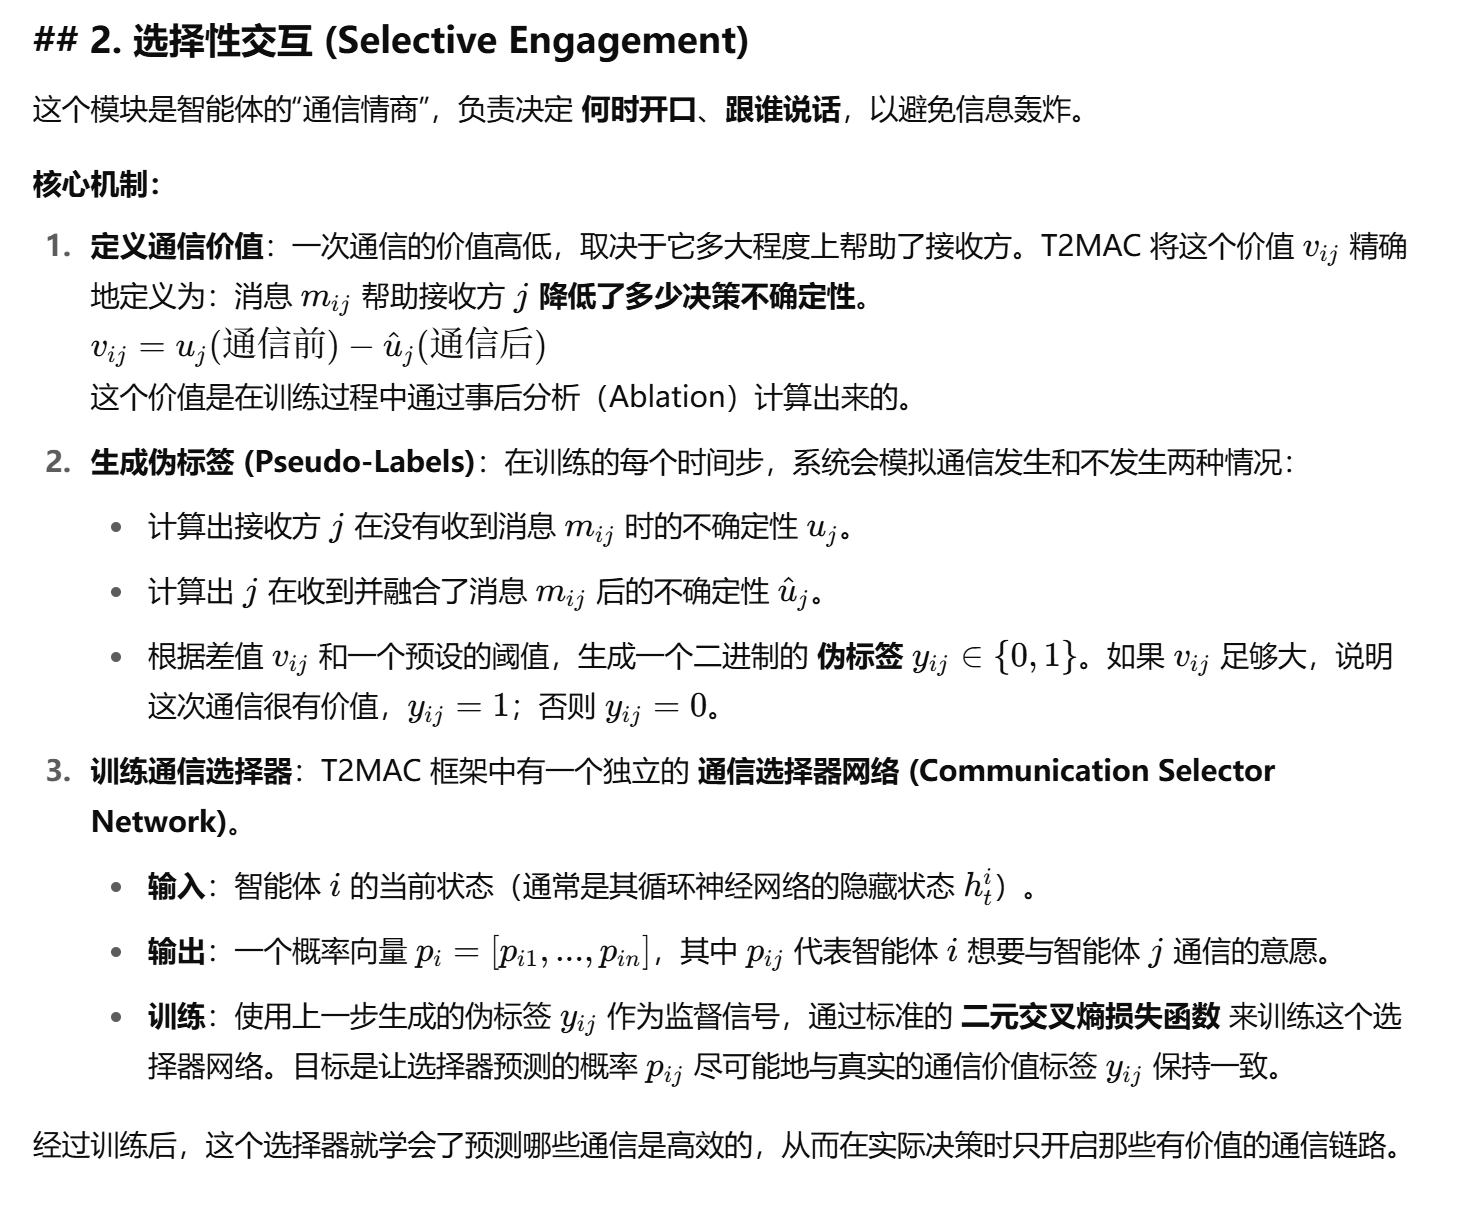 ## 2. 选择性交互 (Selective Engagement)
这个模块是智能体的“通信情商”，负责决定 何时开口、跟谁说话，以避免信息轰炸。
核心机制：
1. 定义通信价值：一次通信的价值高低，取决于它多大程度上帮助了接收方。T2MAC 将这个价值 v_{ij} 精确
地定义为：消息 m_{ij} 帮助接收方 j 降低了多少决策不确定性。
v_{ij} = u_j(通信前) − û_j(通信后)
这个价值是在训练过程中通过事后分析（Ablation）计算出来的。
2. 生成伪标签 (Pseudo-Labels)：在训练的每个时间步，系统会模拟通信发生和不发生两种情况：
• 计算出接收方 j 在没有收到消息 m_{ij} 时的不确定性 u_j。
• 计算出 j 在收到并融合了消息 m_{ij} 后的不确定性 û_j。
• 根据差值 v_{ij} 和一个预设的阈值，生成一个二进制的 伪标签 y_{ij} ∈ {0, 1}。如果 v_{ij} 足够大，说明
这次通信很有价值，y_{ij} = 1；否则 y_{ij} = 0。
3. 训练通信选择器：T2MAC 框架中有一个独立的 通信选择器网络 (Communication Selector
Network)。
• 输入：智能体 i 的当前状态（通常是其循环神经网络的隐藏状态 h_t^i）。
• 输出：一个概率向量 p_i = [p_{i1}, ..., p_{in}]，其中 p_{ij} 代表智能体 i 想要与智能体 j 通信的意愿。
• 训练：使用上一步生成的伪标签 y_{ij} 作为监督信号，通过标准的 二元交叉熵损失函数 来训练这个选
择器网络。目标是让选择器预测的概率 p_{ij} 尽可能地与真实的通信价值标签 y_{ij} 保持一致。
经过训练后，这个选择器就学会了预测哪些通信是高效的，从而在实际决策时只开启那些有价值的通信链路。